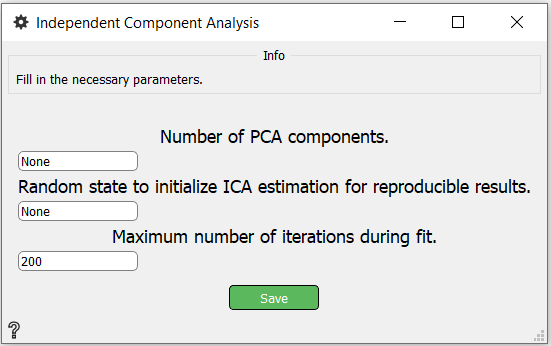 Independent Component Analysis
Info
Fill in the necessary parameters.
Number of PCA components.
None
Random state to initialize ICA estimation for reproducible results.
None
Maximum number of iterations during fit.
200
Save
?